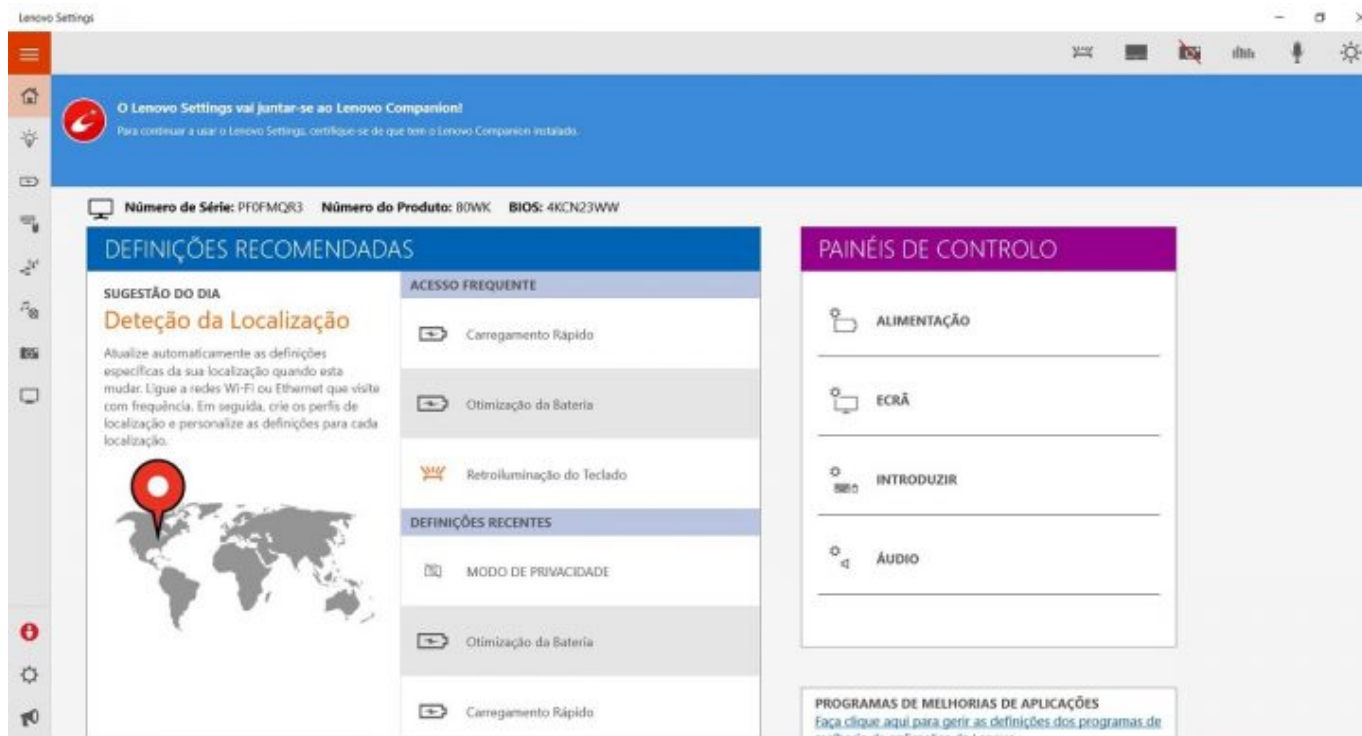 Lenovo Settings
O Lenovo Settings vai juntar-se ao Lenovo Companion!
Para continuar a usar o Lenovo Settings, certifique-se de que tem o Lenovo Companion instalado.
Número de Série: PF0FMQR3 Número do Produto: 80WK BIOS: 4KCN23WW
DEFINIÇÕES RECOMENDADAS
SUGESTÃO DO DIA
Deteção da Localização
Atualize automaticamente as definições
específicas da sua localização quando esta
mudar. Ligue a redes Wi-Fi ou Ethernet que visite
com frequência. Em seguida, crie os perfis de
localização e personalize as definições para cada
localização.
ACESSO FREQUENTE
Carregamento Rápido
Otimização da Bateria
Retroiluminação do Teclado
DEFINIÇÕES RECENTES
MODO DE PRIVACIDADE
Otimização da Bateria
Carregamento Rápido
PAINÉIS DE CONTROLO
ALIMENTAÇÃO
ECRÃ
INTRODUZIR
ÁUDIO
PROGRAMAS DE MELHORIAS DE APLICAÇÕES
Faça clique aqui para gerir as definições dos programas de